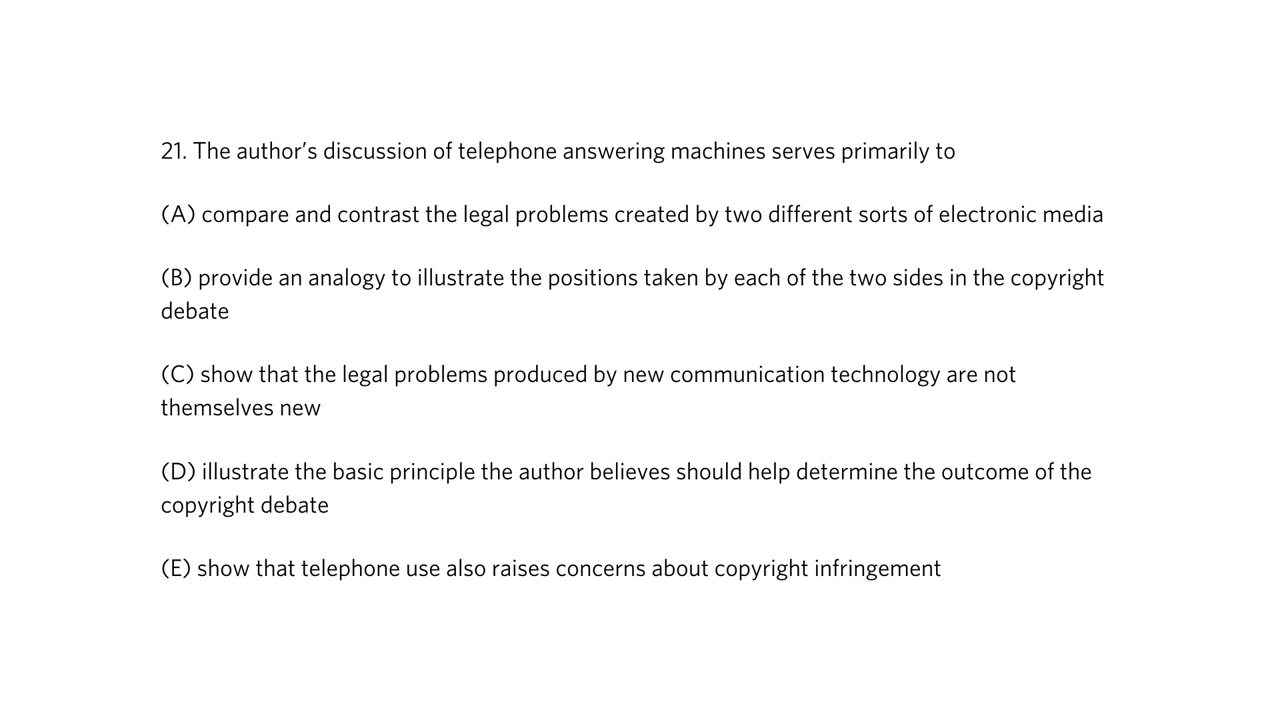 21. The author’s discussion of telephone answering machines serves primarily to
(A) compare and contrast the legal problems created by two different sorts of electronic media
(B) provide an analogy to illustrate the positions taken by each of the two sides in the copyright
debate
(C) show that the legal problems produced by new communication technology are not
themselves new
(D) illustrate the basic principle the author believes should help determine the outcome of the
copyright debate
(E) show that telephone use also raises concerns about copyright infringement